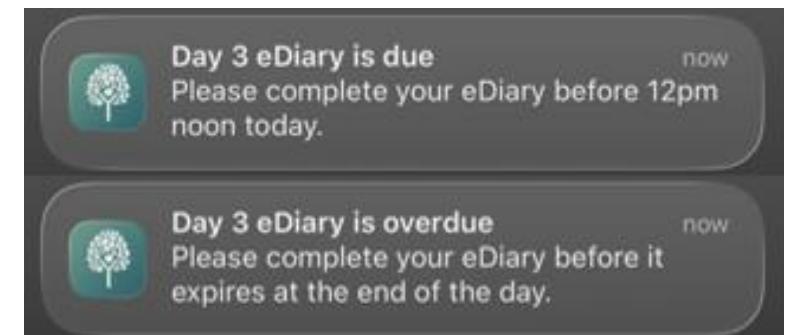 Day 3 eDiary is due now
Please complete your eDiary before 12pm
noon today.
Day 3 eDiary is overdue now
Please complete your eDiary before it
expires at the end of the day.